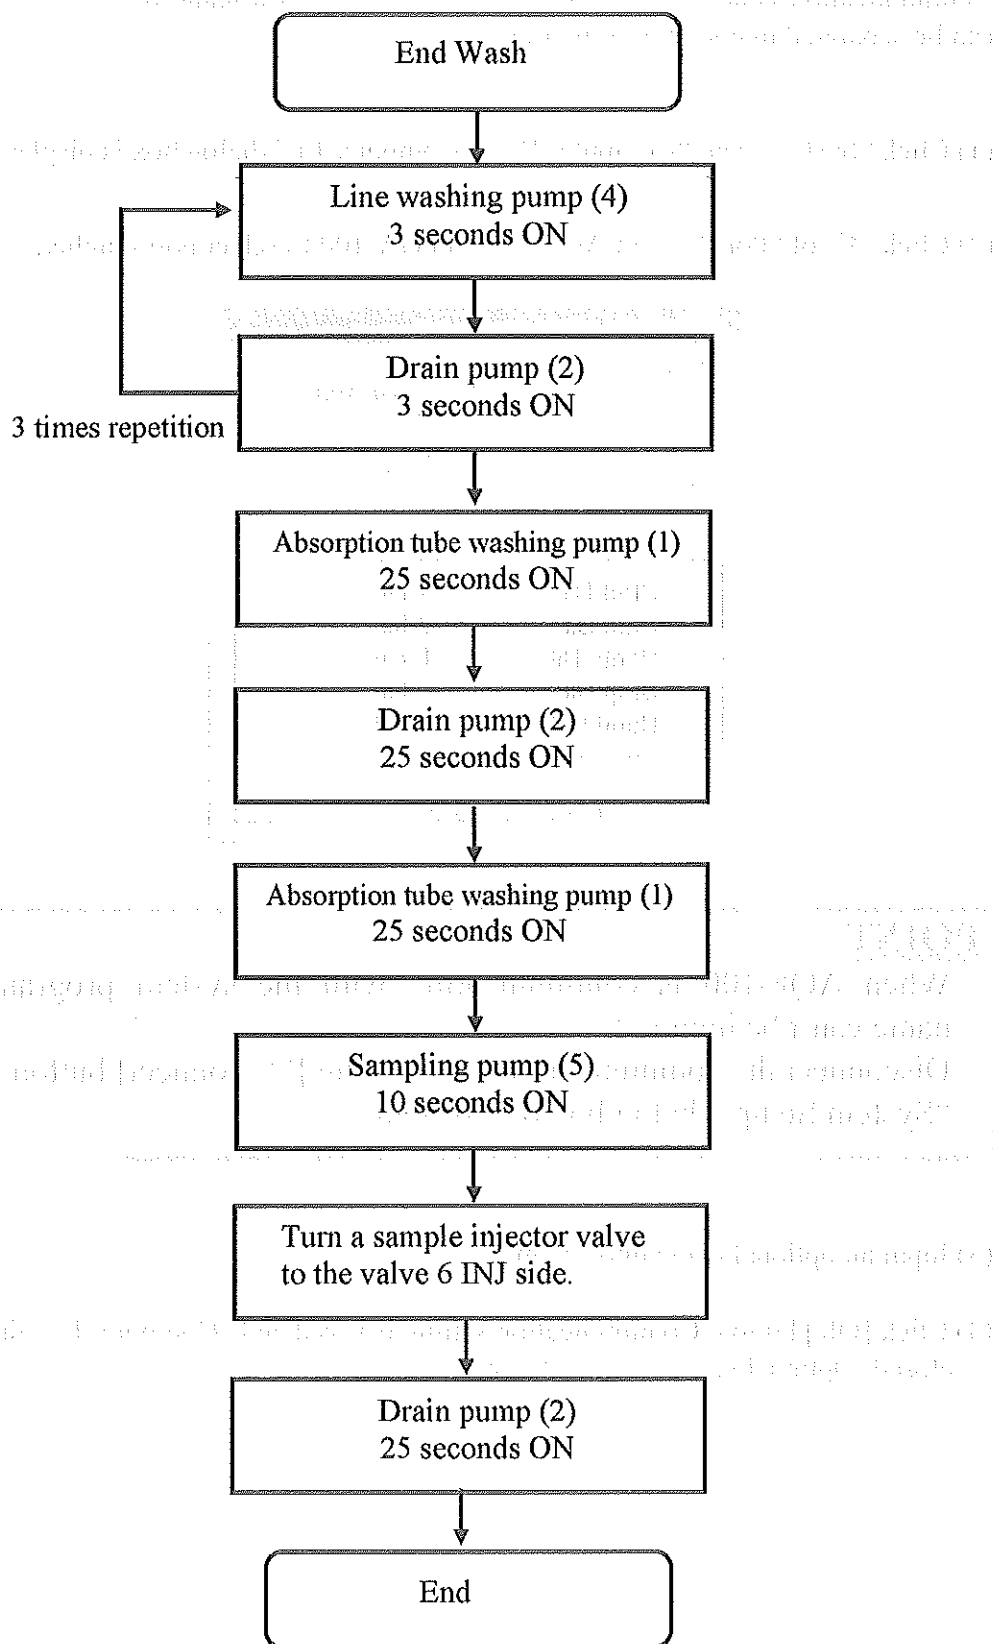 End Wash
Line washing pump (4)
3 seconds ON
Drain pump (2)
3 seconds ON
3 times repetition
Absorption tube washing pump (1)
25 seconds ON
Drain pump (2)
25 seconds ON
Absorption tube washing pump (1)
25 seconds ON
Sampling pump (5)
10 seconds ON
Turn a sample injector valve
to the valve 6 INJ side.
Drain pump (2)
25 seconds ON
End